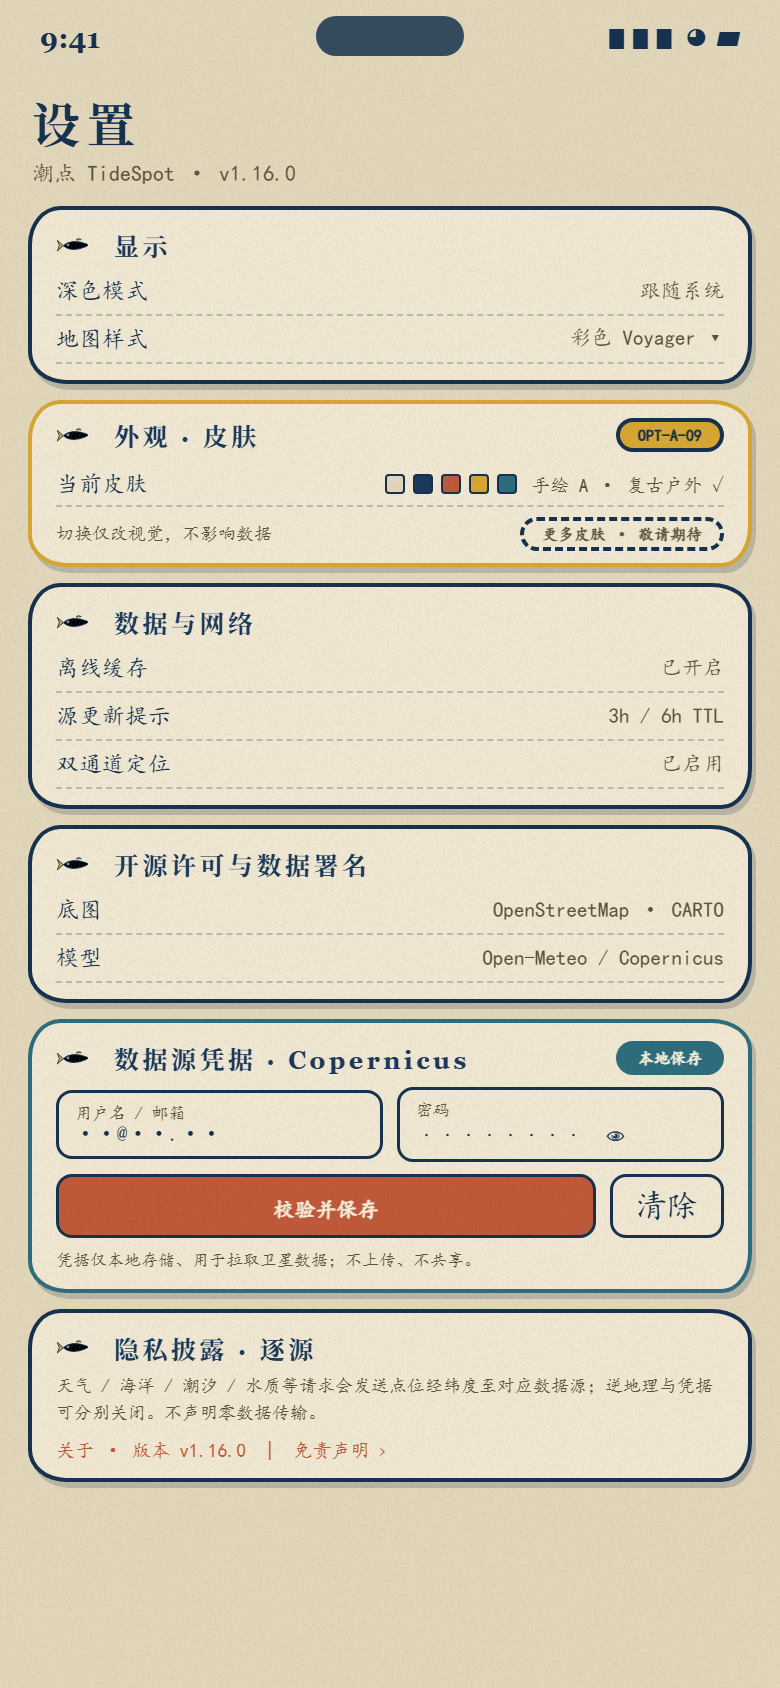 9:41
设置
潮点 TideSpot • v1.16.0
显示
深色模式 跟随系统
地图样式 彩色 Voyager ▾
外观 · 皮肤 OPT-A-09
当前皮肤 手绘 A • 复古户外 ✓
切换仅改视觉，不影响数据 更多皮肤 • 敬请期待
数据与网络
离线缓存 已开启
源更新提示 3h / 6h TTL
双通道定位 已启用
开源许可与数据署名
底图 OpenStreetMap • CARTO
模型 Open-Meteo / Copernicus
数据源凭据 · Copernicus 本地保存
用户名 / 邮箱 密码
••@••.•• ········
校验并保存 清除
凭据仅本地存储、用于拉取卫星数据；不上传、不共享。
隐私披露 · 逐源
天气 / 海洋 / 潮汐 / 水质等请求会发送点位经纬度至对应数据源；逆地理与凭据
可分别关闭。不声明零数据传输。
关于 • 版本 v1.16.0 | 免责声明 ›